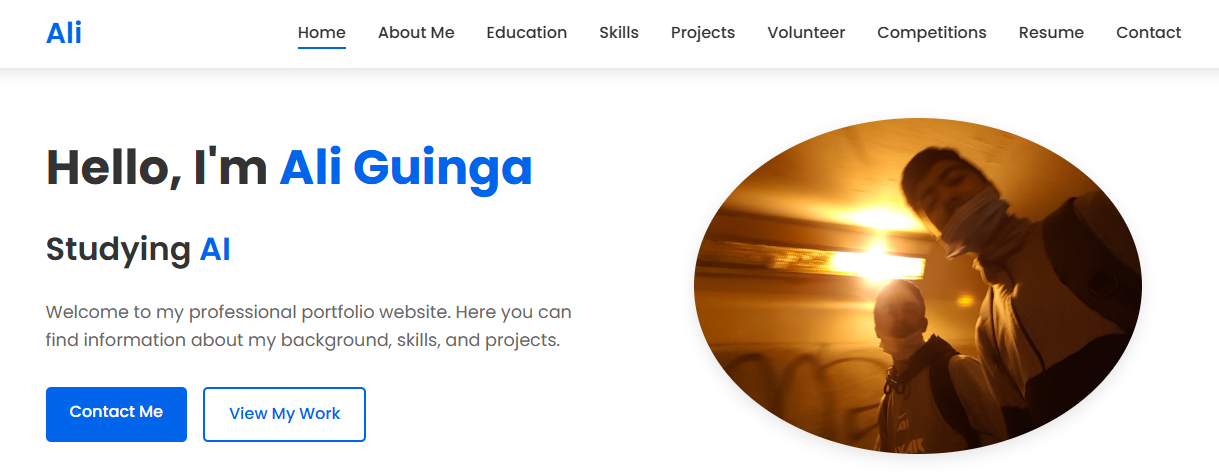 Ali
Home About Me Education Skills Projects Volunteer Competitions Resume Contact
Hello, I'm Ali Guinga
Studying AI
Welcome to my professional portfolio website. Here you can
find information about my background, skills, and projects.
Contact Me View My Work